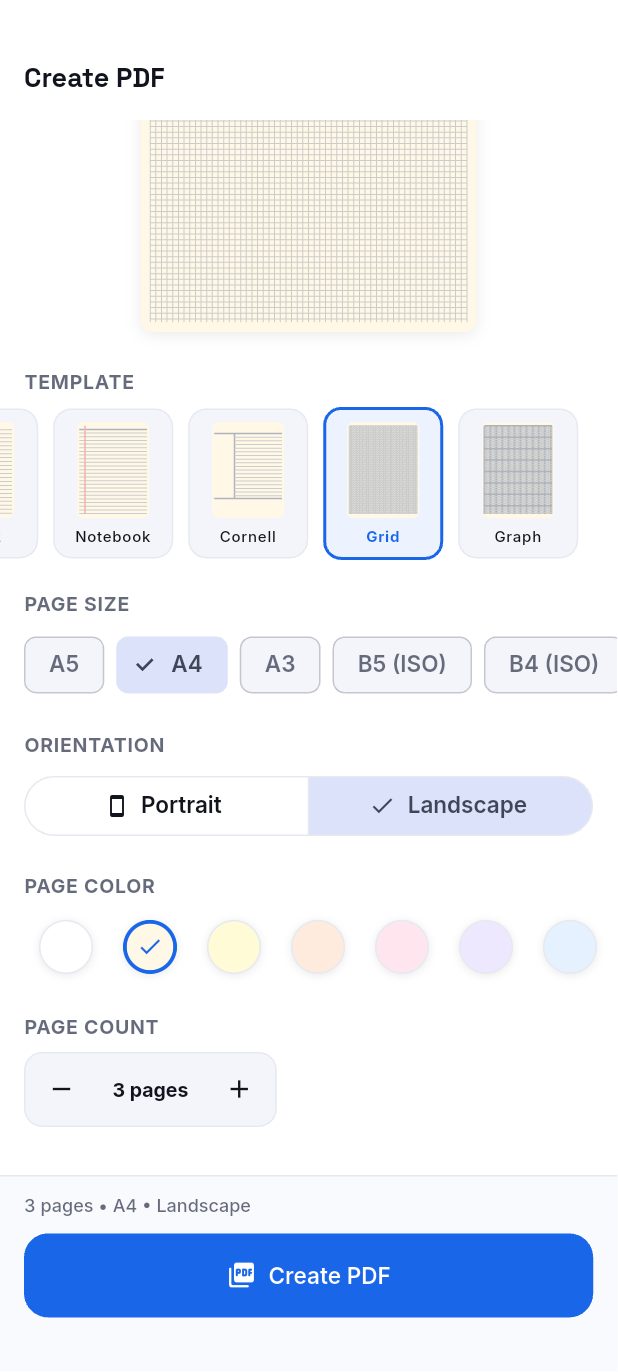 Create PDF
TEMPLATE
Notebook
Cornell
Grid
Graph
PAGE SIZE
A5
A4
A3
B5 (ISO)
B4 (ISO)
ORIENTATION
Portrait
Landscape
PAGE COLOR
PAGE COUNT
3 pages
3 pages • A4 • Landscape
PDF
Create PDF